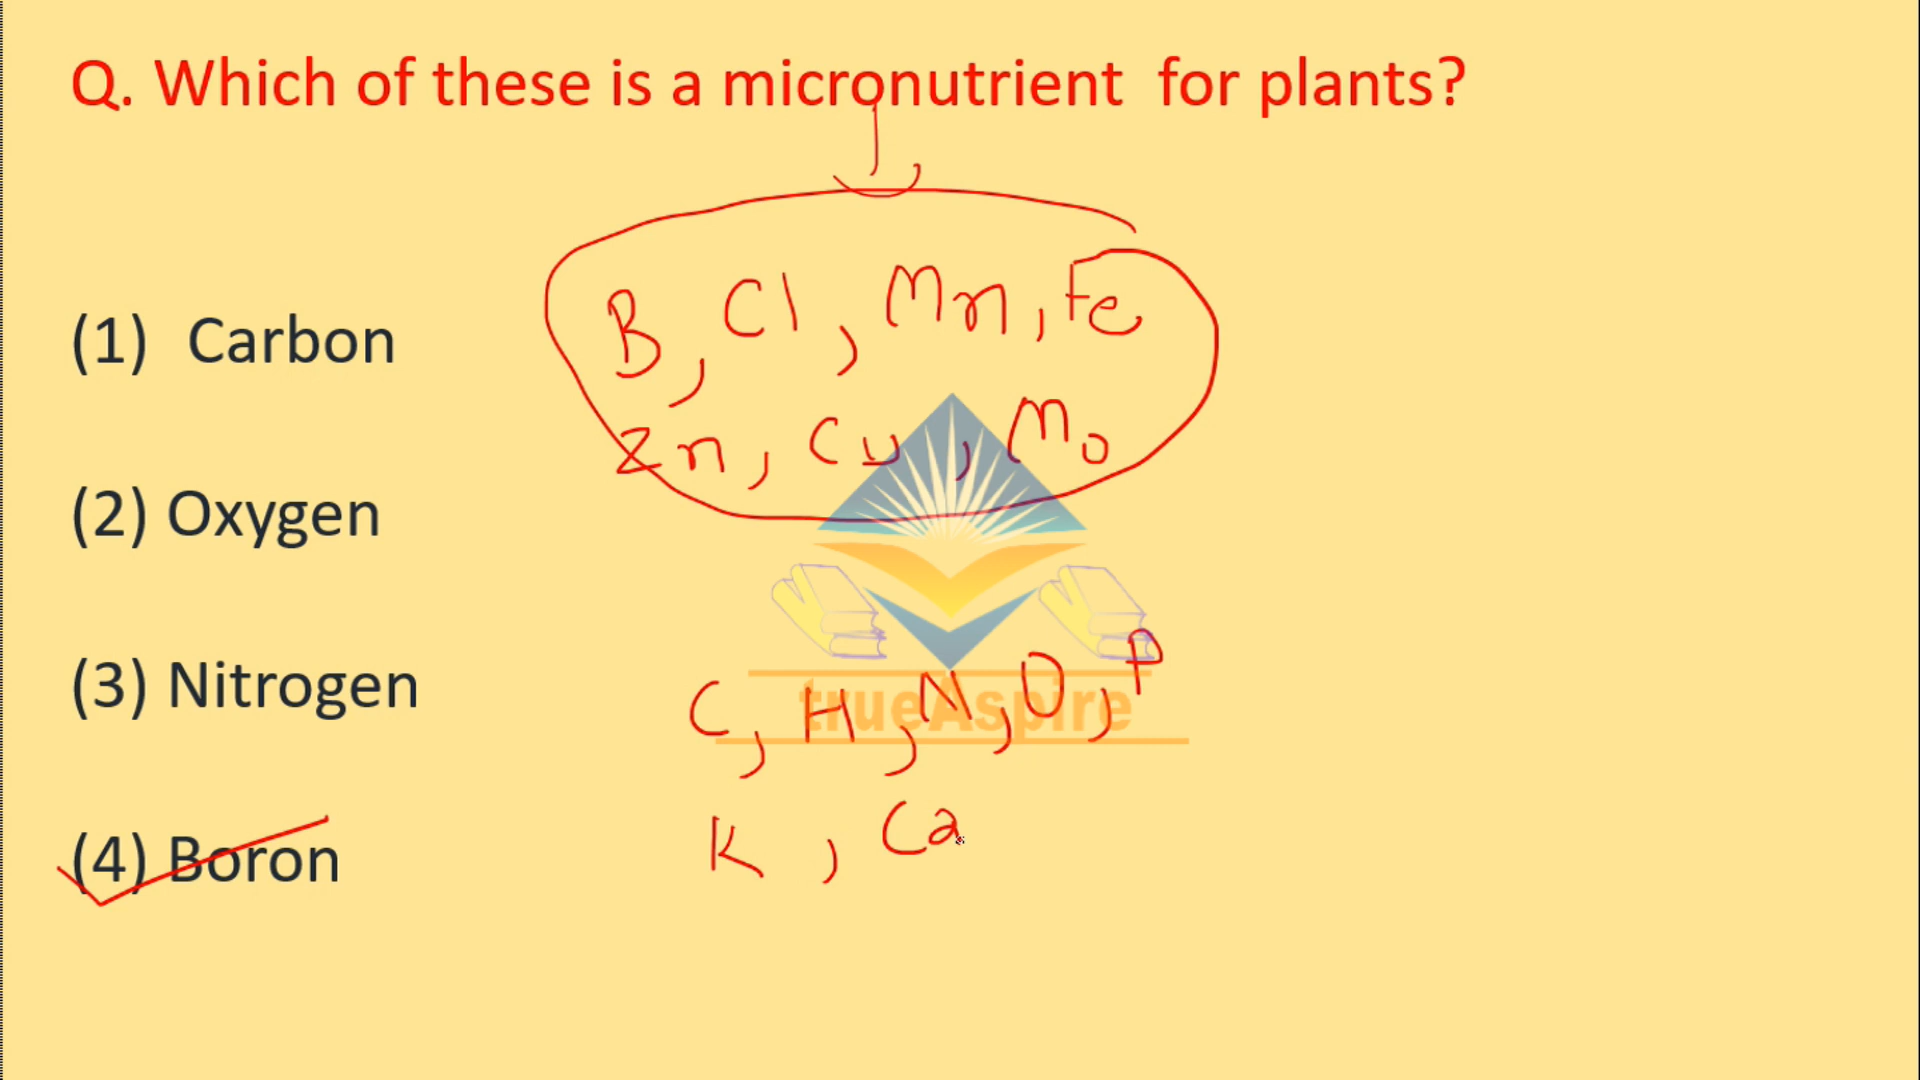 Q. Which of these is a micronutrient for plants?
B, Cl, Mn, Fe
(1) Carbon
Zn, Cu, Mo
(2) Oxygen
(3) Nitrogen
C, H, N, O, P
trueAspire
K, Ca
(4) Boron